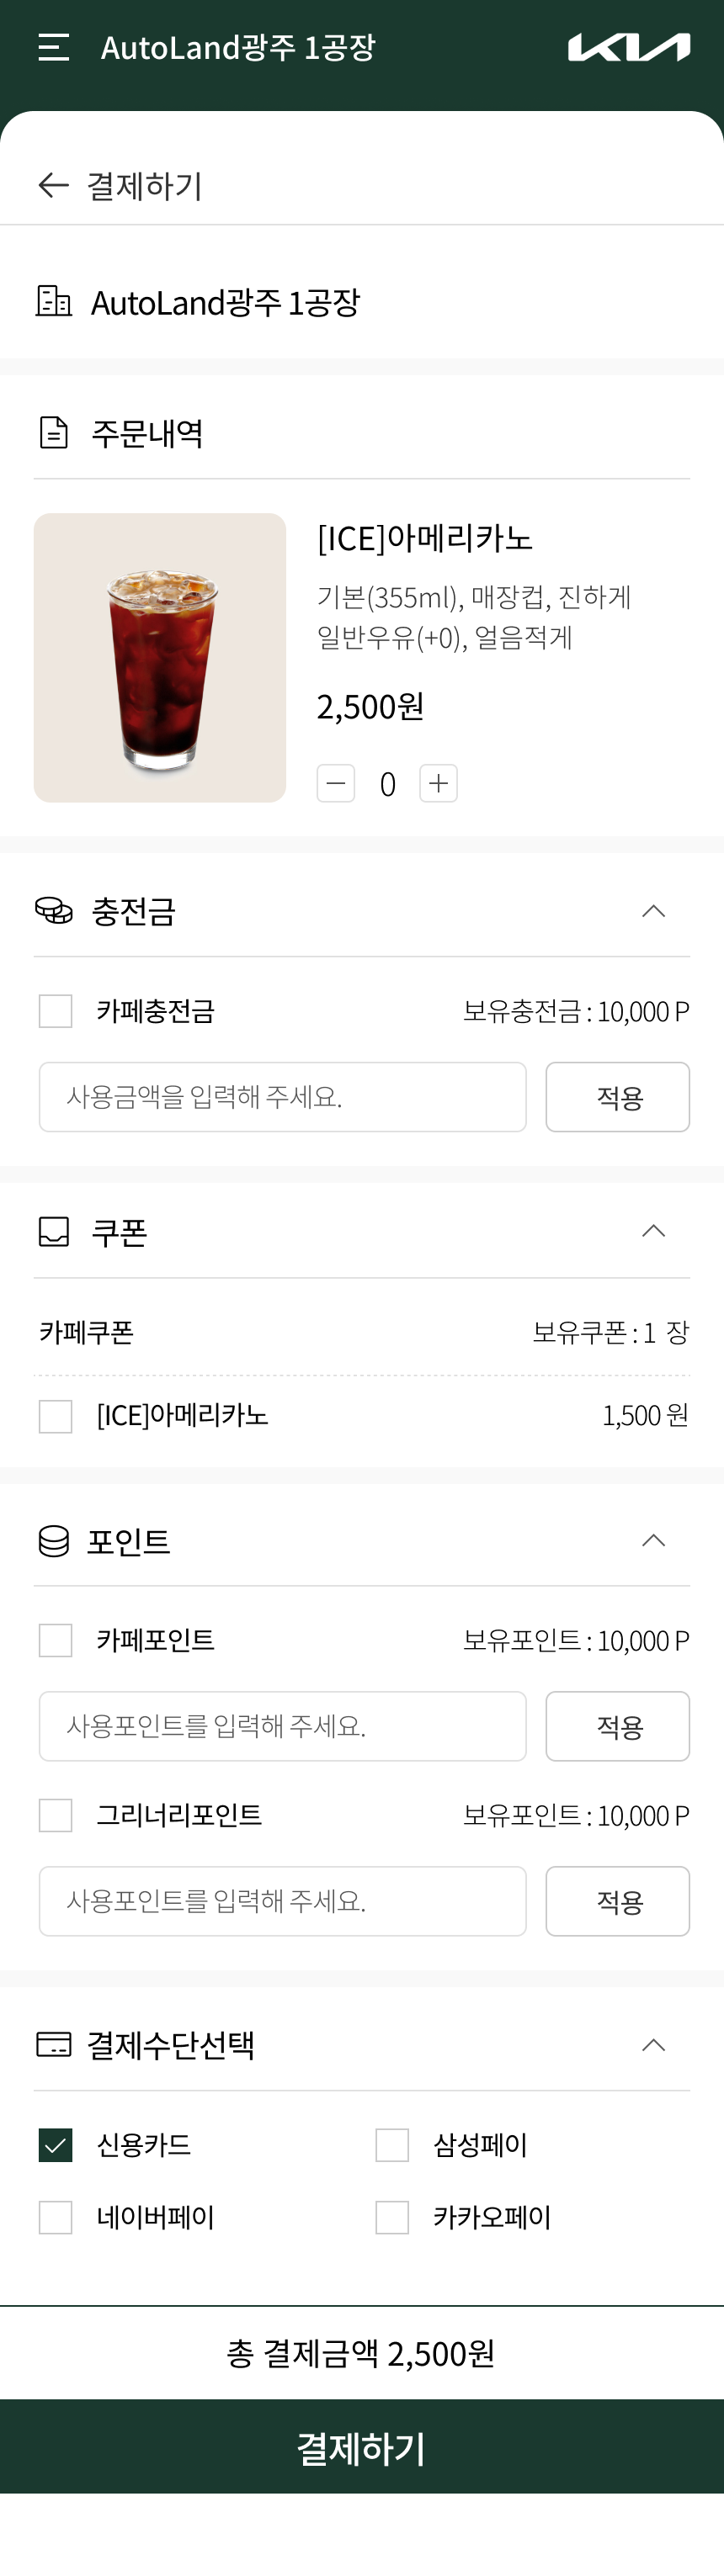 AutoLand광주 1공장
KIA
결제하기
AutoLand광주 1공장
주문내역
[ICE]아메리카노
기본(355ml), 매장컵, 진하게
일반우유(+0), 얼음적게
2,500원
0
충전금
카페충전금 보유충전금 : 10,000 P
사용금액을 입력해 주세요. 적용
쿠폰
카페쿠폰 보유쿠폰 : 1 장
[ICE]아메리카노 1,500 원
포인트
카페포인트 보유포인트 : 10,000 P
사용포인트를 입력해 주세요. 적용
그리너리포인트 보유포인트 : 10,000 P
사용포인트를 입력해 주세요. 적용
결제수단선택
신용카드 삼성페이
네이버페이 카카오페이
총 결제금액 2,500원
결제하기